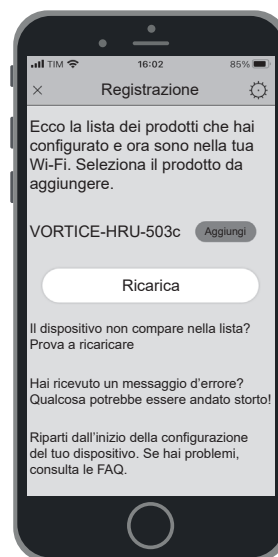 TIM 16:02 85%
× Registrazione
Ecco la lista dei prodotti che hai
configurato e ora sono nella tua
Wi-Fi. Seleziona il prodotto da
aggiungere.
VORTICE-HRU-503c Aggiungi
Ricarica
Il dispositivo non compare nella lista?
Prova a ricaricare
Hai ricevuto un messaggio d'errore?
Qualcosa potrebbe essere andato storto!
Riparti dall'inizio della configurazione
del tuo dispositivo. Se hai problemi,
consulta le FAQ.